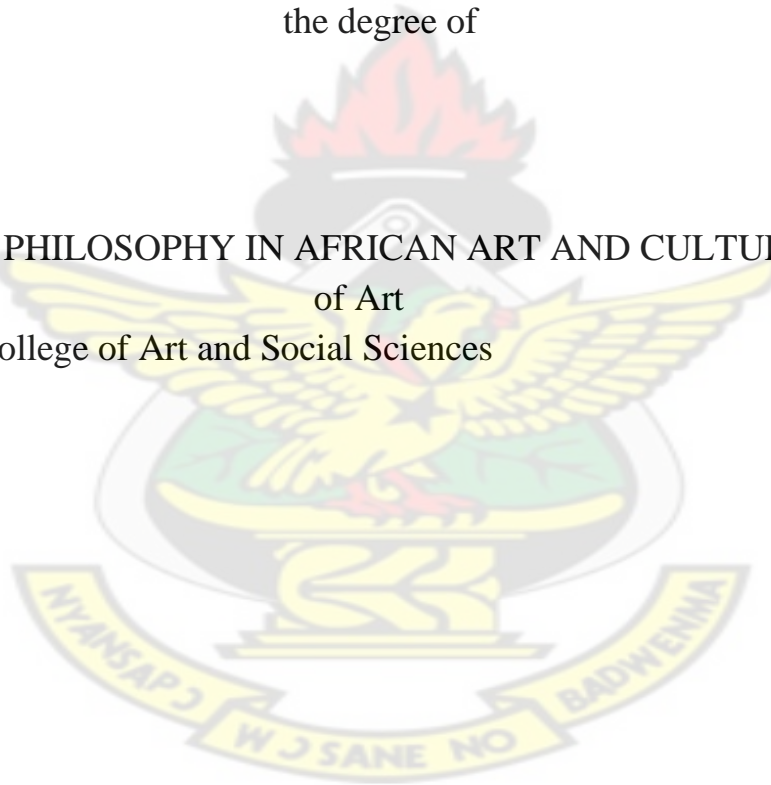 the degree of
PHILOSOPHY IN AFRICAN ART AND CULTU
of Art
ollege of Art and Social Sciences
NYANSAPƆ
WƆSANE NO
BADWENMA